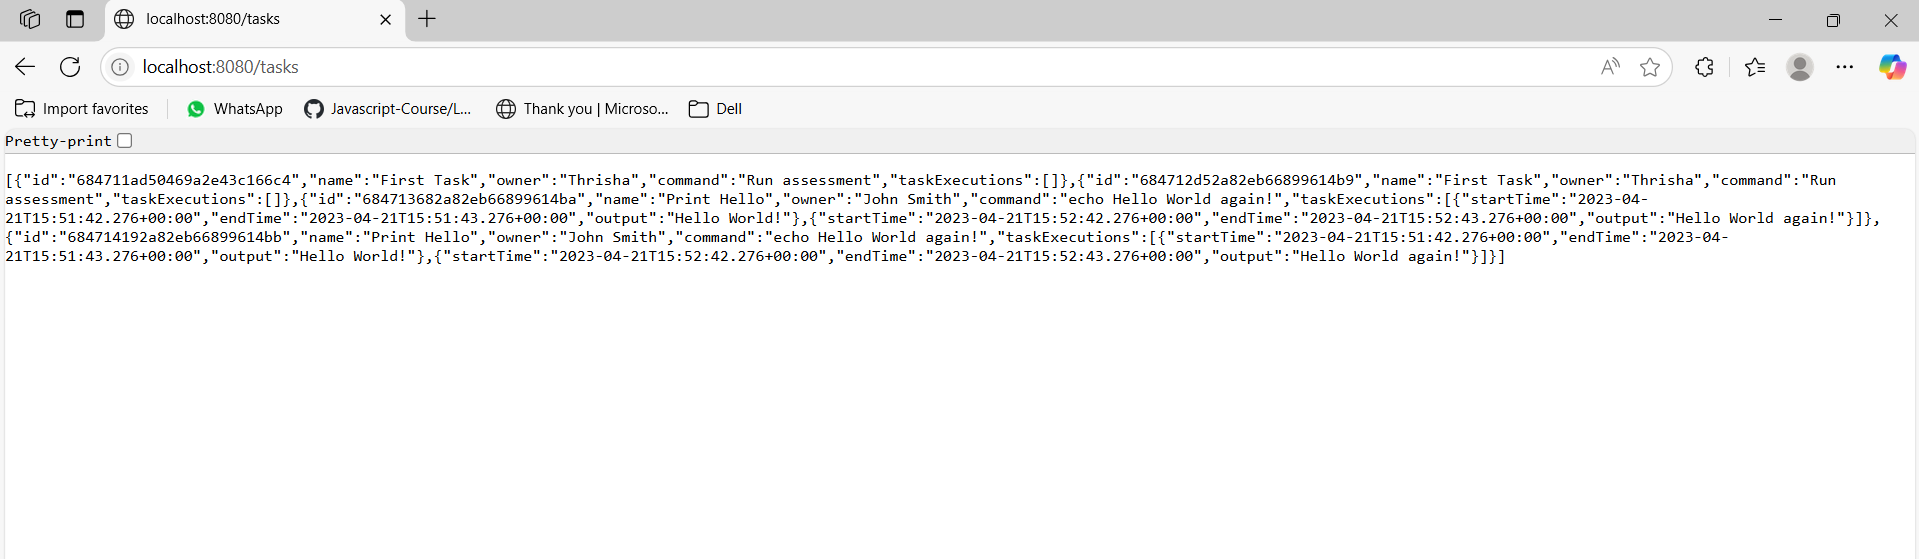 localhost:8080/tasks
localhost:8080/tasks
Import favorites
WhatsApp
Javascript-Course/L...
Thank you | Microso...
Dell
Pretty-print
[{"id":"684711ad50469a2e43c166c4","name":"First Task","owner":"Thrisha","command":"Run assessment","taskExecutions":[]},{"id":"684712d52a82eb66899614b9","name":"First Task","owner":"Thrisha","command":"Run
assessment","taskExecutions":[]},{"id":"684713682a82eb66899614ba","name":"Print Hello","owner":"John Smith","command":"echo Hello World again!","taskExecutions":[{"startTime":"2023-04-
21T15:51:42.276+00:00","endTime":"2023-04-21T15:51:43.276+00:00","output":"Hello World!"},{"startTime":"2023-04-21T15:52:42.276+00:00","endTime":"2023-04-21T15:52:43.276+00:00","output":"Hello World again!"}]},
{"id":"684714192a82eb66899614bb","name":"Print Hello","owner":"John Smith","command":"echo Hello World again!","taskExecutions":[{"startTime":"2023-04-21T15:51:42.276+00:00","endTime":"2023-04-
21T15:51:43.276+00:00","output":"Hello World!"},{"startTime":"2023-04-21T15:52:42.276+00:00","endTime":"2023-04-21T15:52:43.276+00:00","output":"Hello World again!"}]}]